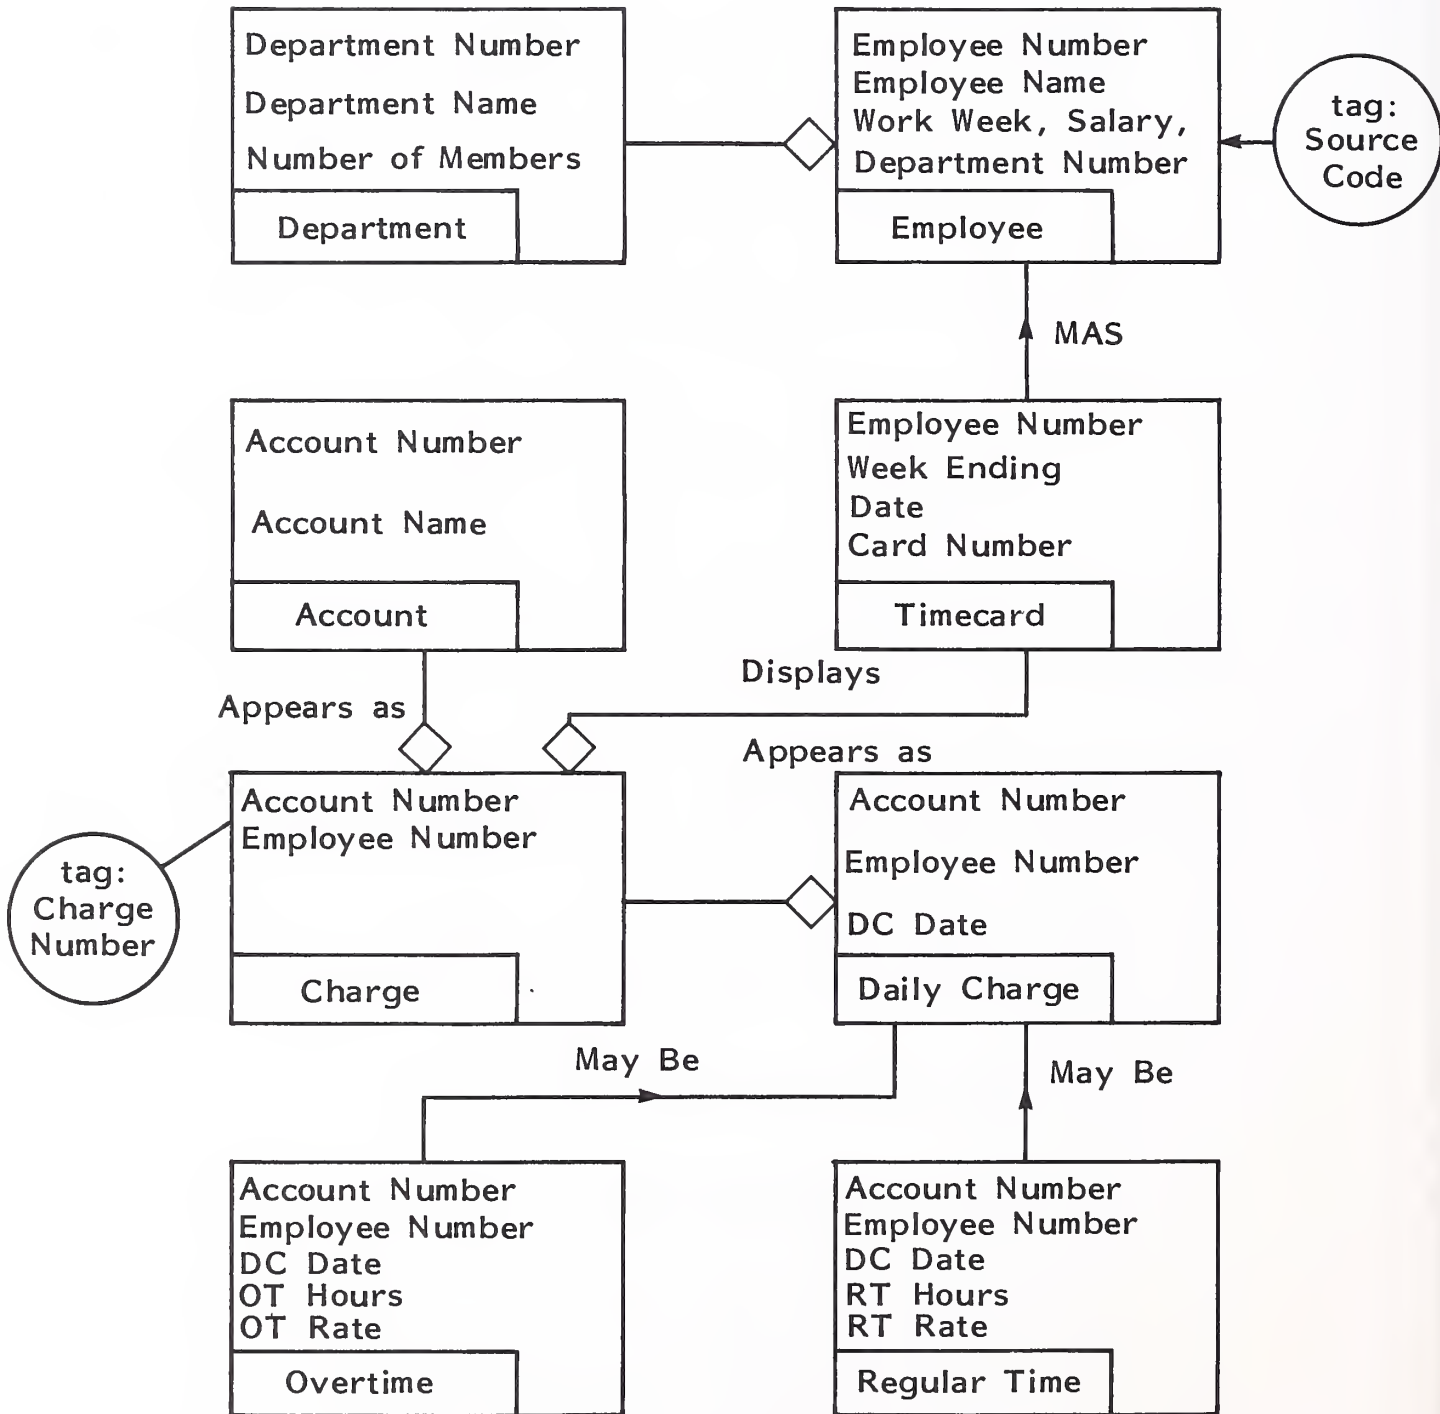 Department Number
Department Name
Number of Members
Department
Employee Number
Employee Name
Work Week, Salary,
Department Number
Employee
tag:
Source
Code
MAS
Account Number
Account Name
Account
Employee Number
Week Ending
Date
Card Number
Timecard
Displays
Appears as
Appears as
Account Number
Employee Number
Charge
tag:
Charge
Number
Account Number
Employee Number
DC Date
Daily Charge
May Be
May Be
Account Number
Employee Number
DC Date
OT Hours
OT Rate
Overtime
Account Number
Employee Number
DC Date
RT Hours
RT Rate
Regular Time